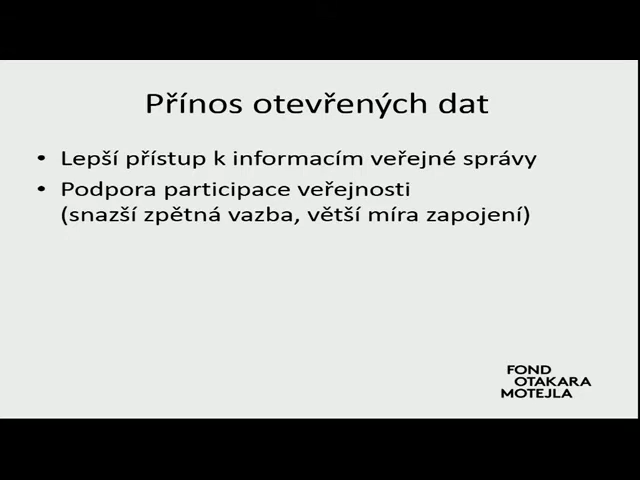 Přínos otevřených dat
• Lepší přístup k informacím veřejné správy
• Podpora participace veřejnosti
(snazší zpětná vazba, větší míra zapojení)
FOND
OTAKARA
MOTEJLA